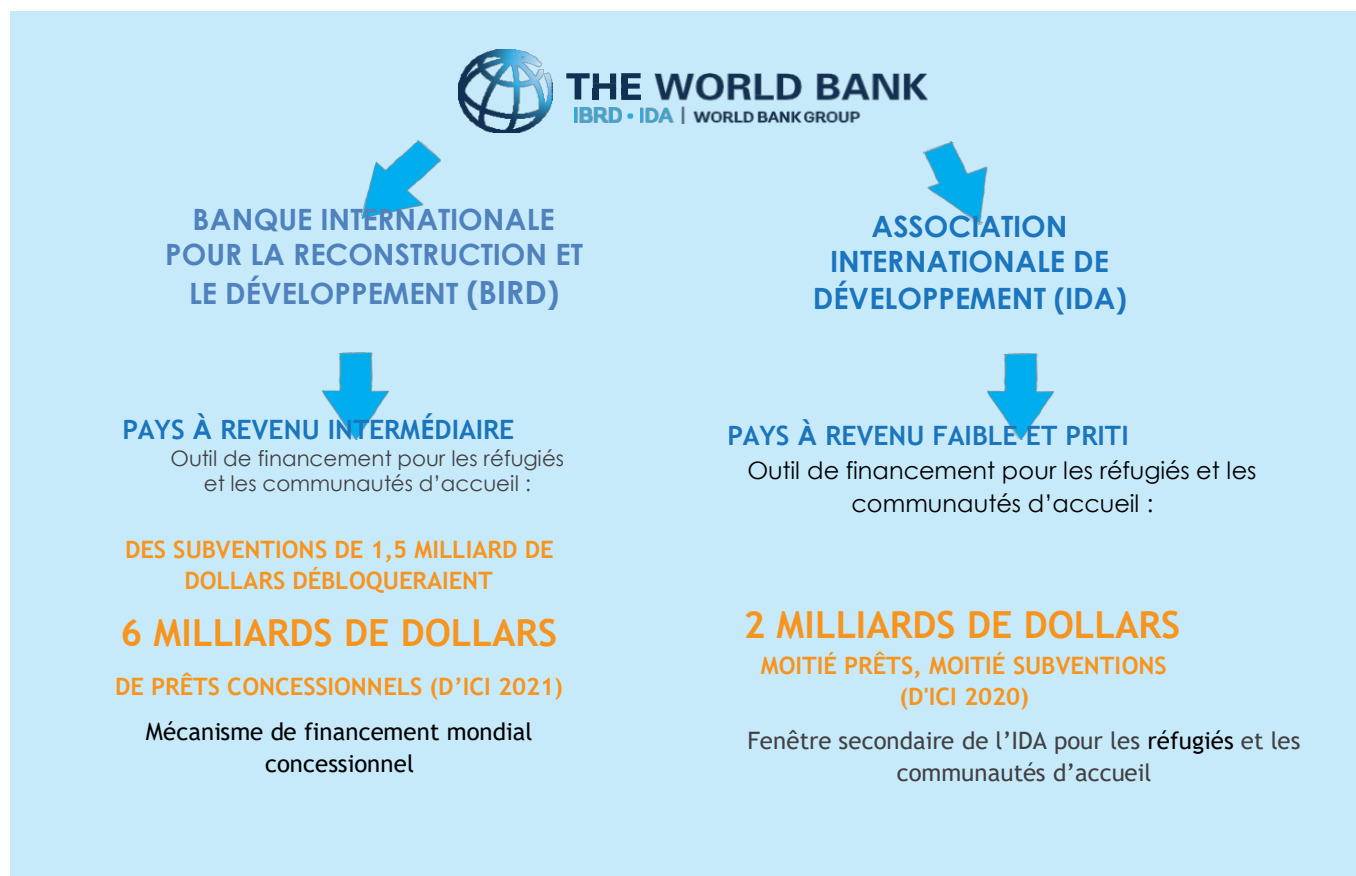 THE WORLD BANK
IBRD • IDA | WORLD BANK GROUP
BANQUE INTERNATIONALE
POUR LA RECONSTRUCTION ET
LE DÉVELOPPEMENT (BIRD)
PAYS À REVENU INTERMÉDIAIRE
Outil de financement pour les réfugiés
et les communautés d’accueil :
DES SUBVENTIONS DE 1,5 MILLIARD DE
DOLLARS DÉBLOQUERAIENT
6 MILLIARDS DE DOLLARS
DE PRÊTS CONCESSIONNELS (D’ICI 2021)
Mécanisme de financement mondial
concessionnel
ASSOCIATION
INTERNATIONALE DE
DÉVELOPPEMENT (IDA)
PAYS À REVENU FAIBLE ET PRITI
Outil de financement pour les réfugiés et les
communautés d’accueil :
2 MILLIARDS DE DOLLARS
MOITIÉ PRÊTS, MOITIÉ SUBVENTIONS
(D'ICI 2020)
Fenêtre secondaire de l’IDA pour les réfugiés et les
communautés d’accueil